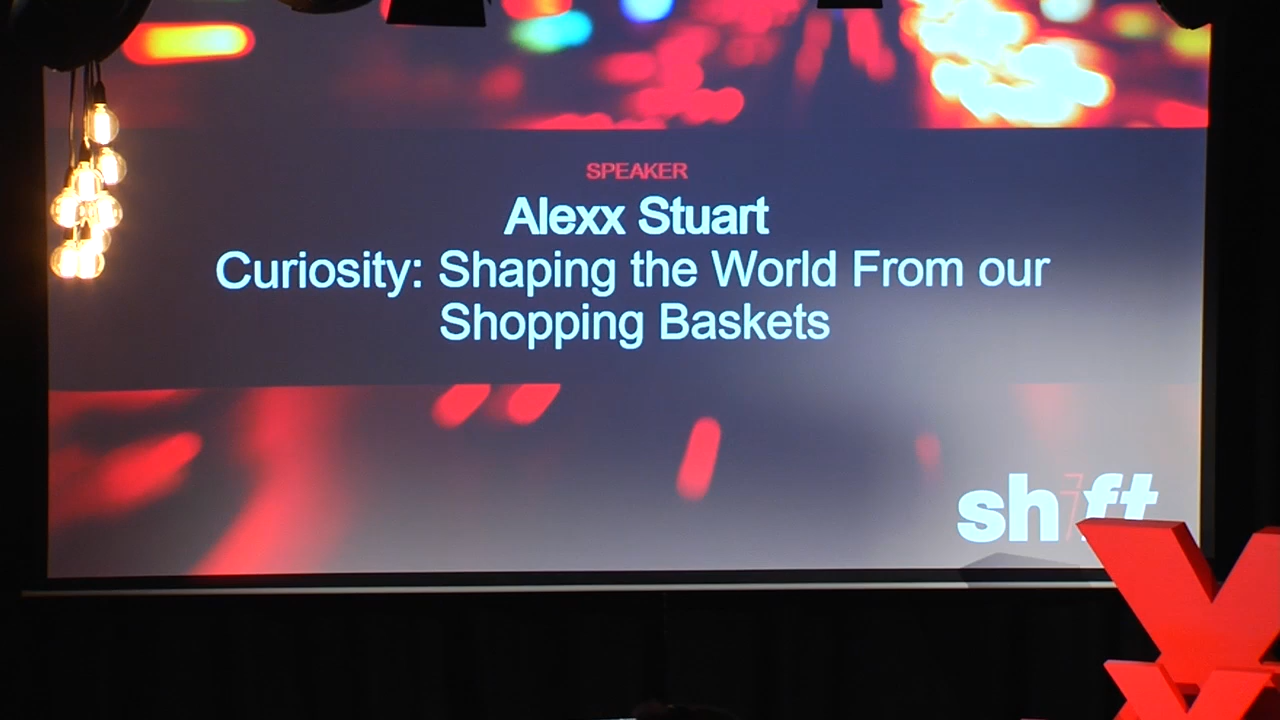 SPEAKER
Alexx Stuart
Curiosity: Shaping the World From our
Shopping Baskets
shift
X
X